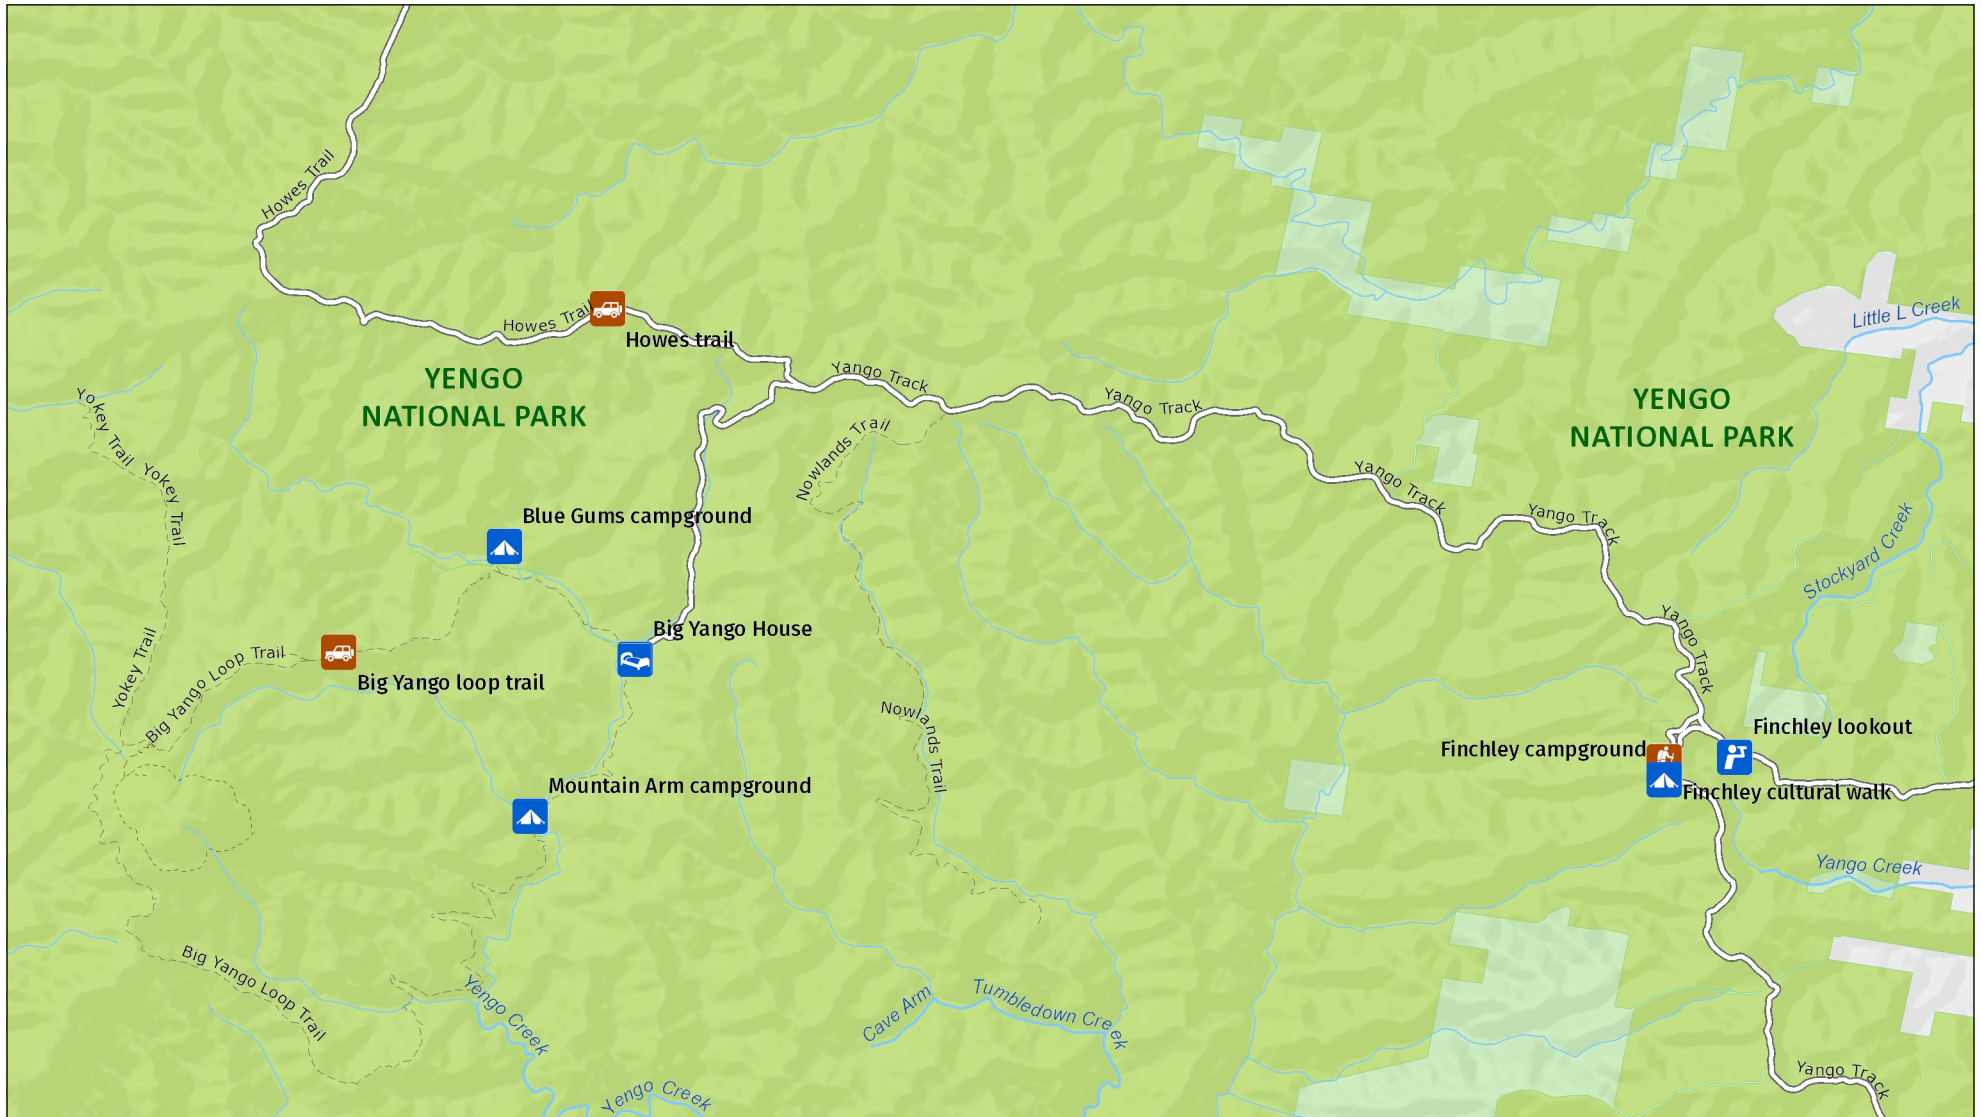 Howes Trail
Little L Creek
Howes Trail
Howes trail
Yango Track
YENGO
NATIONAL PARK
Yango Track
YENGO
NATIONAL PARK
Yokey Trail
Nowlands Trail
Yokey Trail
Yango Track
Blue Gums campground
Yango Track
Stockyard Creek
Big Yango House
Yango Track
Yokey Trail
Big Yango Loop Trail
Big Yango loop trail
Nowlands Trail
Finchley lookout
Finchley campground
Mountain Arm campground
Finchley cultural walk
Yango Creek
Big Yango Loop Trail
Yengo Creek
Cave Arm
Tumbledown Creek
Yango Track
Yengo Creek